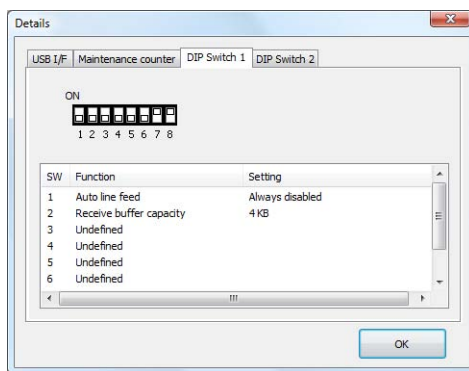 Details
USB I/F Maintenance counter DIP Switch 1 DIP Switch 2
ON
1 2 3 4 5 6 7 8
SW Function Setting
1 Auto line feed Always disabled
2 Receive buffer capacity 4 KB
3 Undefined
4 Undefined
5 Undefined
6 Undefined
OK